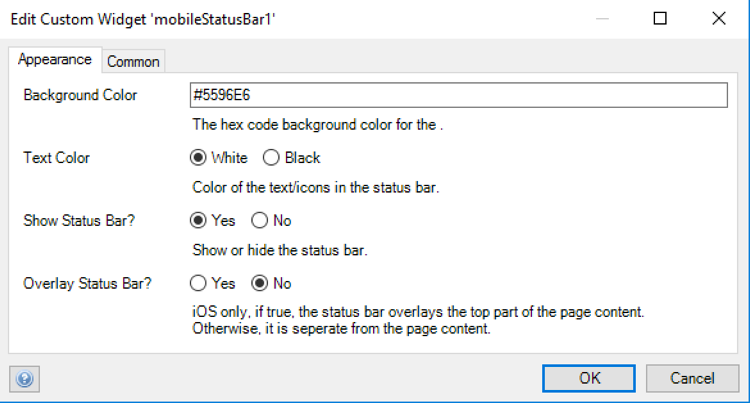 Edit Custom Widget 'mobileStatusBar1'
Appearance Common
Background Color #5596E6
The hex code background color for the .
Text Color White Black
Color of the text/icons in the status bar.
Show Status Bar? Yes No
Show or hide the status bar.
Overlay Status Bar? Yes No
iOS only, if true, the status bar overlays the top part of the page content.
Otherwise, it is seperate from the page content.
? OK Cancel